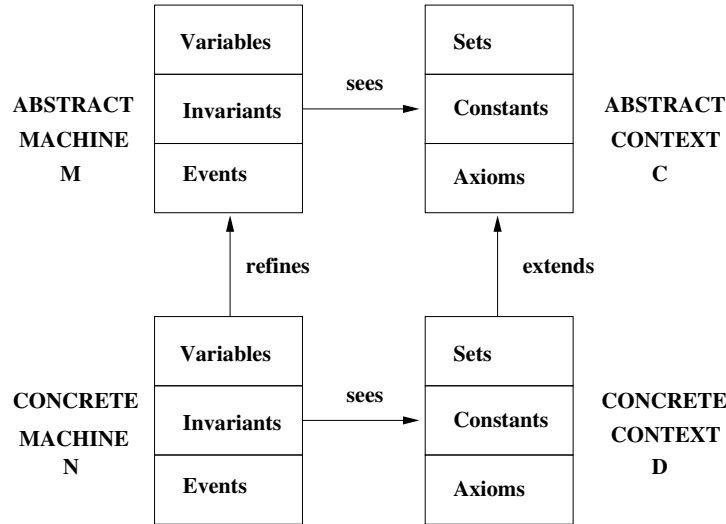 Variables
Sets
sees
ABSTRACT
MACHINE
M
Invariants
Constants
ABSTRACT
CONTEXT
C
Events
Axioms
refines
extends
Variables
Sets
sees
CONCRETE
MACHINE
N
Invariants
Constants
CONCRETE
CONTEXT
D
Events
Axioms